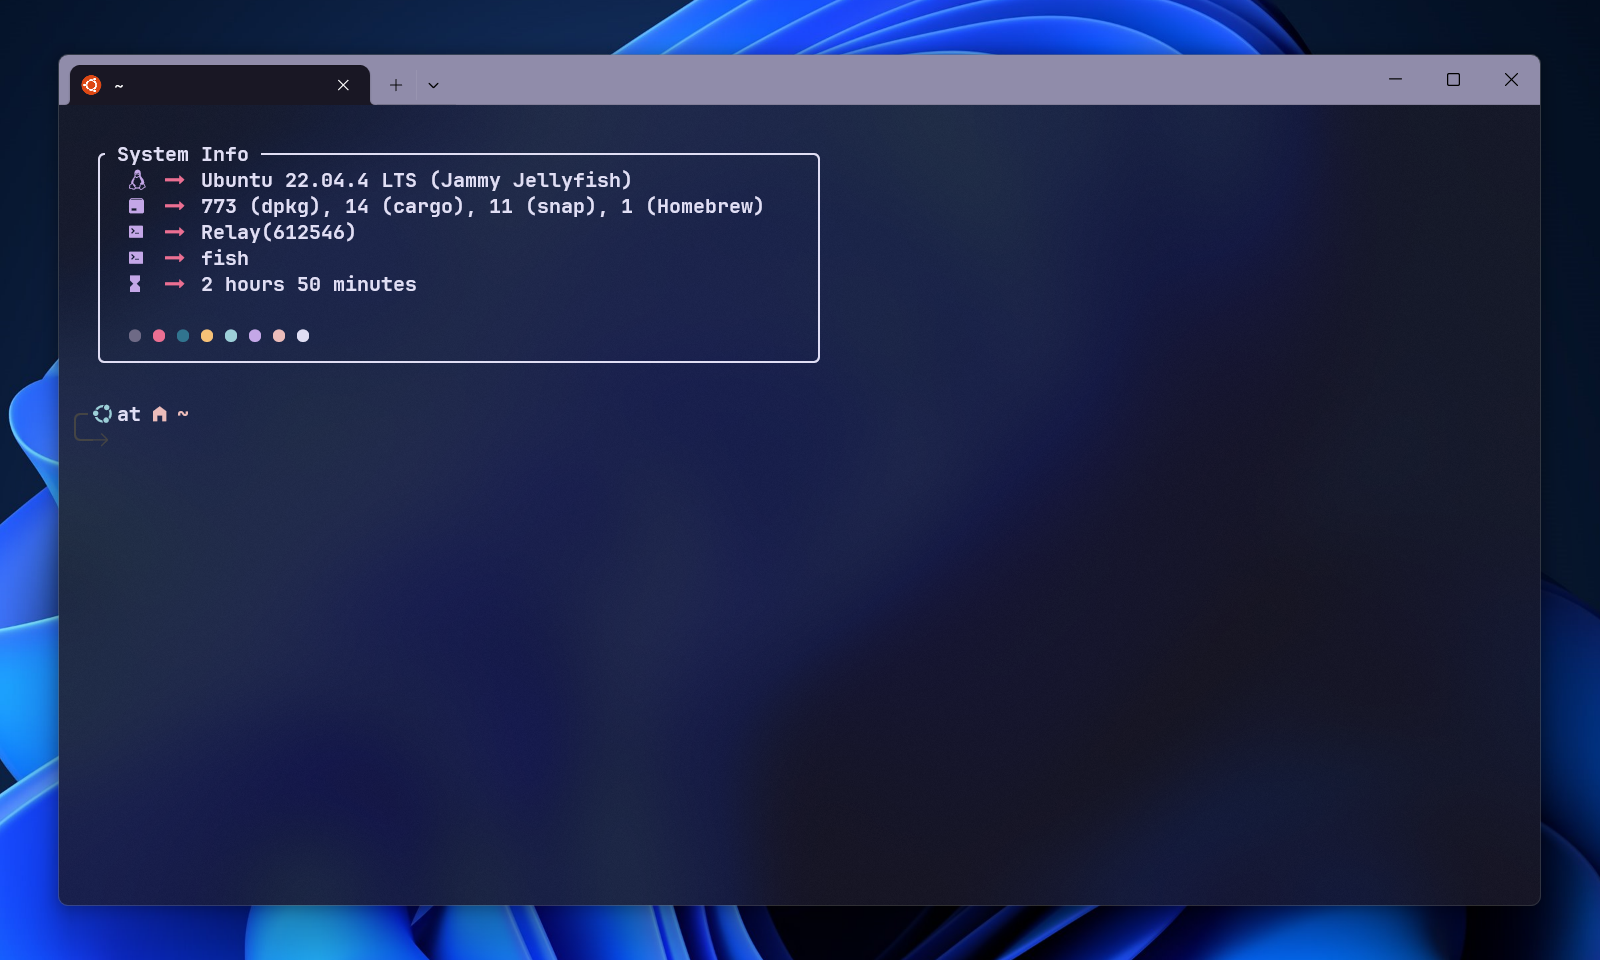 ~
System Info
Ubuntu 22.04.4 LTS (Jammy Jellyfish)
773 (dpkg), 14 (cargo), 11 (snap), 1 (Homebrew)
Relay(612546)
fish
2 hours 50 minutes
at ~